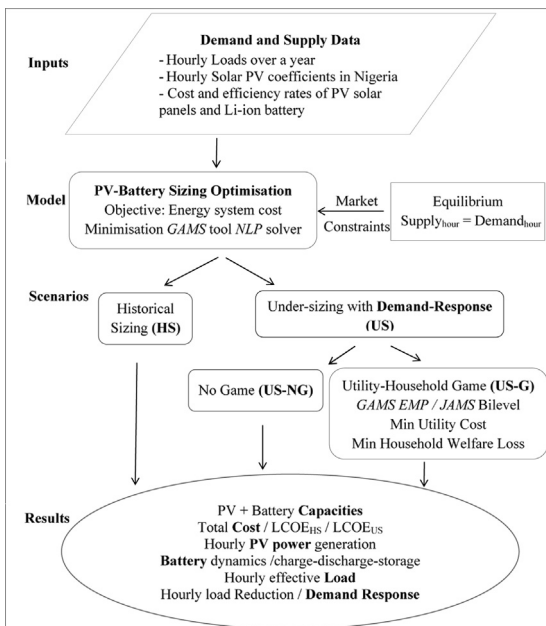 Inputs
Demand and Supply Data
- Hourly Loads over a year
- Hourly Solar PV coefficients in Nigeria
- Cost and efficiency rates of PV solar
panels and Li-ion battery
Model
PV-Battery Sizing Optimisation
Objective: Energy system cost
Minimisation GAMS tool NLP solver
Market
Constraints
Equilibrium
Supplyhour = Demandhour
Scenarios
Historical
Sizing (HS)
Under-sizing with Demand-Response
(US)
No Game (US-NG)
Utility-Household Game (US-G)
GAMS EMP / JAMS Bilevel
Min Utility Cost
Min Household Welfare Loss
Results
PV + Battery Capacities
Total Cost / LCOEHS / LCOEUS
Hourly PV power generation
Battery dynamics /charge-discharge-storage
Hourly effective Load
Hourly load Reduction / Demand Response